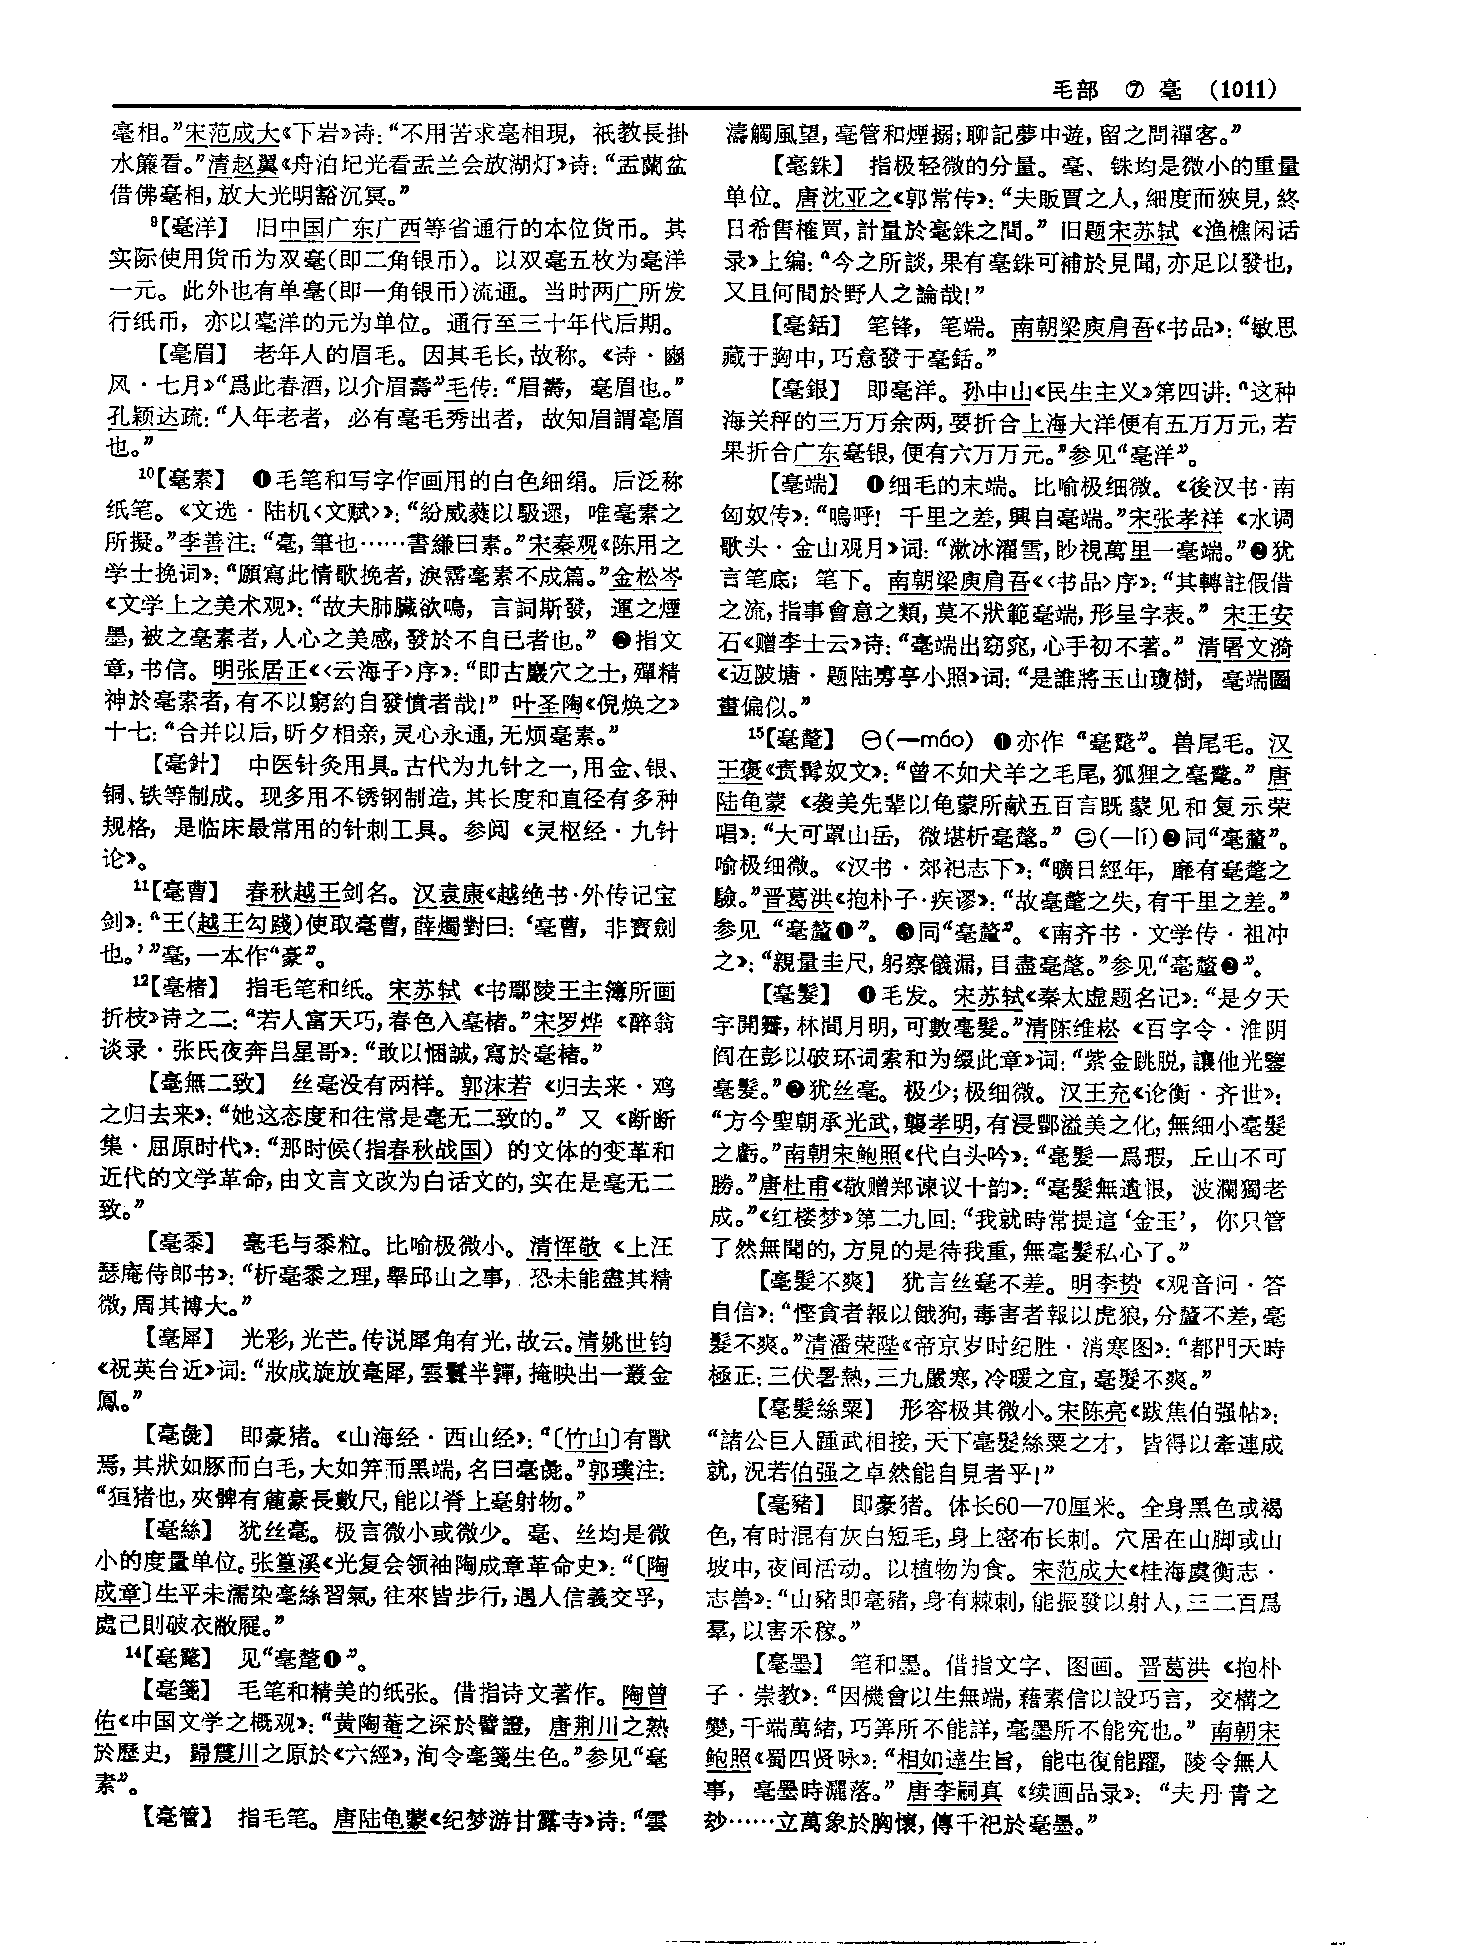 毛部 ⑦ 毫 (1011)
毫相。”宋范成大《下岩》诗：“不用苦求毫相現，祇教長掛
水簾看。”清赵翼《舟泊圮光看盂兰会放湖灯》诗：“盂蘭盆
借佛毫相，放大光明豁沉冥。”
⁹【毫洋】 旧中国广东广西等省通行的本位货币。其
实际使用货币为双毫(即二角银币)。以双毫五枚为毫洋
一元。此外也有单毫(即一角银币)流通。当时两广所发
行纸币，亦以毫洋的元为单位。通行至三十年代后期。
【毫眉】 老年人的眉毛。因其毛长，故称。《诗·豳
风·七月》“爲此春酒，以介眉壽”毛传：“眉壽，毫眉也。”
孔颖达疏：“人年老者，必有毫毛秀出者，故知眉謂毫眉
也。”
¹⁰【毫素】 ❶毛笔和写字作画用的白色细绢。后泛称
纸笔。《文选·陆机<文赋>》：“紛威蕤以馺遝，唯毫素之
所擬。”李善注：“毫，筆也……書縑曰素。”宋秦观《陈用之
学士挽词》：“願寫此情歌挽者，淚霑毫素不成篇。”金松岑
《文学上之美术观》：“故夫肺臟欲鳴，言詞斯發，運之煙
墨，被之毫素者，人心之美感，發於不自已者也。” ❷指文
章，书信。明张居正《<云海子>序》：“即古巖穴之士，殫精
神於毫素者，有不以窮約自發憤者哉！” 叶圣陶《倪焕之》
十七：“合并以后，昕夕相亲，灵心永通，无烦毫素。”
【毫針】 中医针灸用具。古代为九针之一，用金、银、
铜、铁等制成。现多用不锈钢制造，其长度和直径有多种
规格，是临床最常用的针刺工具。参阅《灵枢经·九针
论》。
¹¹【毫曹】 春秋越王剑名。汉袁康《越绝书·外传记宝
剑》：“王(越王勾踐)使取毫曹，薛燭對曰：‘毫曹，非寶劍
也。’”毫，一本作“豪”。
¹²【毫楮】 指毛笔和纸。宋苏轼《书鄢陵王主簿所画
折枝》诗之二：“若人富天巧，春色入毫楮。”宋罗烨《醉翁
谈录·张氏夜奔吕星哥》：“敢以悃誠，寫於毫楮。”
【毫無二致】 丝毫没有两样。郭沫若《归去来·鸡
之归去来》：“她这态度和往常是毫无二致的。” 又《断断
集·屈原时代》：“那时候(指春秋战国) 的文体的变革和
近代的文学革命，由文言文改为白话文的，实在是毫无二
致。”
【毫黍】 毫毛与黍粒。比喻极微小。清恽敬《上汪
瑟庵侍郎书》：“析毫黍之理，舉邱山之事，恐未能盡其精
微，周其博大。”
【毫犀】 光彩，光芒。传说犀角有光，故云。清姚世钧
《祝英台近》词：“妝成旋放毫犀，雲鬟半嚲，掩映出一叢金
鳳。”
【毫彘】 即豪猪。《山海经·西山经》：“〔竹山〕有獸
焉，其狀如豚而白毛，大如笄而黑端，名曰毫彘。”郭璞注：
“狟猪也，夾髀有麄豪長數尺，能以脊上毫射物。”
【毫絲】 犹丝毫。极言微小或微少。毫、丝均是微
小的度量单位。张篁溪《光复会领袖陶成章革命史》：“〔陶
成章〕生平未濡染毫絲習氣，往來皆步行，遇人信義交孚，
處己則破衣敝屣。”
¹⁴【毫氂】 见“毫釐❶”。
【毫箋】 毛笔和精美的纸张。借指诗文著作。陶曾
佑《中国文学之概观》：“黄陶菴之深於譬證，唐荆川之熟
於歷史，歸震川之原於《六經》，洵令毫箋生色。”参见“毫
素”。
【毫管】 指毛笔。唐陆龟蒙《纪梦游甘露寺》诗：“雲
濤觸風望，毫管和煙搦；聊記夢中遊，留之問禪客。”
【毫銖】 指极轻微的分量。毫、铢均是微小的重量
单位。唐沈亚之《郭常传》：“夫販賈之人，細度而狹見，終
日希售榷買，計量於毫銖之間。” 旧题宋苏轼《渔樵闲话
录》上编：“今之所談，果有毫銖可補於見聞，亦足以發也，
又且何間於野人之論哉！”
【毫銛】 笔锋，笔端。南朝梁庾肩吾《书品》：“敏思
藏于胸中，巧意發于毫銛。”
【毫銀】 即毫洋。孙中山《民生主义》第四讲：“这种
海关秤的三万万余两，要折合上海大洋便有五万万元，若
果折合广东毫银，便有六万万元。”参见“毫洋”。
【毫端】 ❶细毛的末端。比喻极细微。《後汉书·南
匈奴传》：“嗚呼！千里之差，興自毫端。”宋张孝祥《水调
歌头·金山观月》词：“漱冰濯雪，眇視萬里一毫端。”❷犹
言笔底；笔下。南朝梁庾肩吾《<书品>序》：“其轉註假借
之流，指事會意之類，莫不狀範毫端，形呈字表。” 宋王安
石《赠李士云》诗：“毫端出窈窕，心手初不著。” 清屠文漪
《迈陂塘·题陆雩亭小照》词：“是誰將玉山瓊樹，毫端圖
畫偏似。”
¹⁵【毫氂】 ㊀(—máo) ❶亦作“毫氂”。兽尾毛。汉
王褒《责髯奴文》：“曾不如犬羊之毛尾，狐狸之毫氂。” 唐
陆龟蒙《袭美先辈以龟蒙所献五百言既蒙见和复示荣
唱》：“大可罩山岳，微堪析毫氂。” ㊁(—lí)❷同“毫釐”。
喻极细微。《汉书·郊祀志下》：“曠日經年，靡有毫氂之
驗。”晋葛洪《抱朴子·疾谬》：“故毫氂之失，有千里之差。”
参见“毫釐❶”。❸同“毫釐”。《南齐书·文学传·祖冲
之》：“親量圭尺，躬察儀漏，目盡毫氂。”参见“毫釐❷”。
【毫髮】 ❶毛发。宋苏轼《秦太虚题名记》：“是夕天
宇開霽，林間月明，可數毫髮。”清陈维崧《百字令·淮阴
阎在彭以破环词索和为缀此章》词：“紫金跳脱，讓他光鑒
毫髮。”❷犹丝毫。极少；极细微。汉王充《论衡·齐世》：
“方今聖朝承光武，襲孝明，有浸酆溢美之化，無細小毫髮
之虧。”南朝宋鲍照《代白头吟》：“毫髮一爲瑕，丘山不可
勝。”唐杜甫《敬赠郑谏议十韵》：“毫髮無遺恨，波瀾獨老
成。”《红楼梦》第二九回：“我就時常提這‘金玉’，你只管
了然無聞的，方見的是待我重，無毫髮私心了。”
【毫髮不爽】 犹言丝毫不差。明李贽《观音问·答
自信》：“慳貪者報以餓狗，毒害者報以虎狼，分釐不差，毫
髮不爽。”清潘荣陛《帝京岁时纪胜·消寒图》：“都門天時
極正：三伏暑熱，三九嚴寒，冷暖之宜，毫髮不爽。”
【毫髮絲粟】 形容极其微小。宋陈亮《跋焦伯强帖》：
“諸公巨人踵武相接，天下毫髮絲粟之才，皆得以牽連成
就，況若伯强之卓然能自見者乎！”
【毫豬】 即豪猪。体长60—70厘米。全身黑色或褐
色，有时混有灰白短毛，身上密布长刺。穴居在山脚或山
坡中，夜间活动。以植物为食。宋范成大《桂海虞衡志·
志兽》：“山豬即毫豬，身有棘刺，能振發以射人，三二百爲
羣，以害禾稼。”
【毫墨】 笔和墨。借指文字、图画。晋葛洪《抱朴
子·崇教》：“因機會以生無端，藉素信以設巧言，交構之
變，千端萬緒，巧筭所不能詳，毫墨所不能究也。” 南朝宋
鲍照《蜀四贤咏》：“相如達生旨，能屯復能躍，陵令無人
事，毫墨時灑落。” 唐李嗣真《续画品录》：“夫丹青之
妙……立萬象於胸懷，傳千祀於毫墨。”